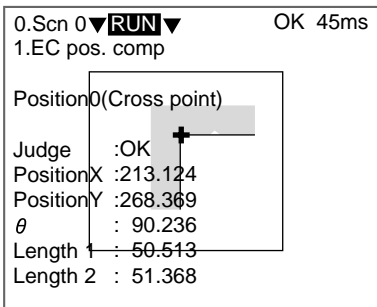 0.Scn 0▼RUN▼ OK 45ms
1.EC pos. comp
Position0(Cross point)
Judge :OK
PositionX :213.124
PositionY :268.369
θ : 90.236
Length 1 : 50.513
Length 2 : 51.368